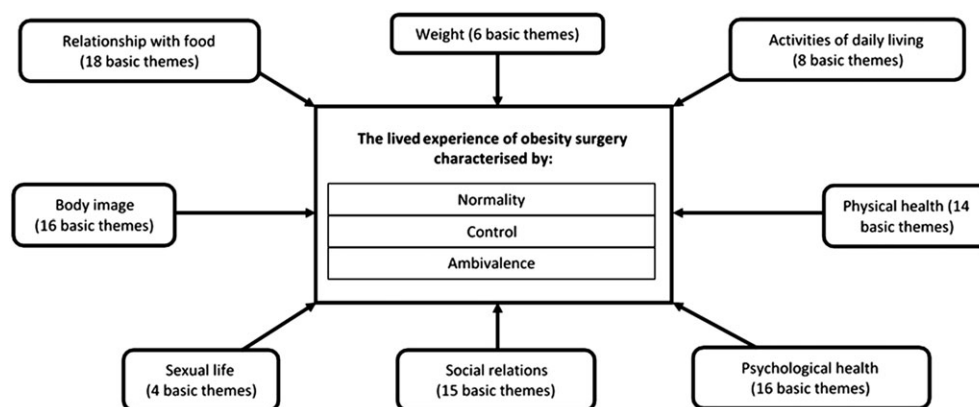 Relationship with food
(18 basic themes)
Weight (6 basic themes)
Activities of daily living
(8 basic themes)
The lived experience of obesity surgery
characterised by:
Normality
Control
Ambivalence
Body image
(16 basic themes)
Physical health (14
basic themes)
Sexual life
(4 basic themes)
Social relations
(15 basic themes)
Psychological health
(16 basic themes)